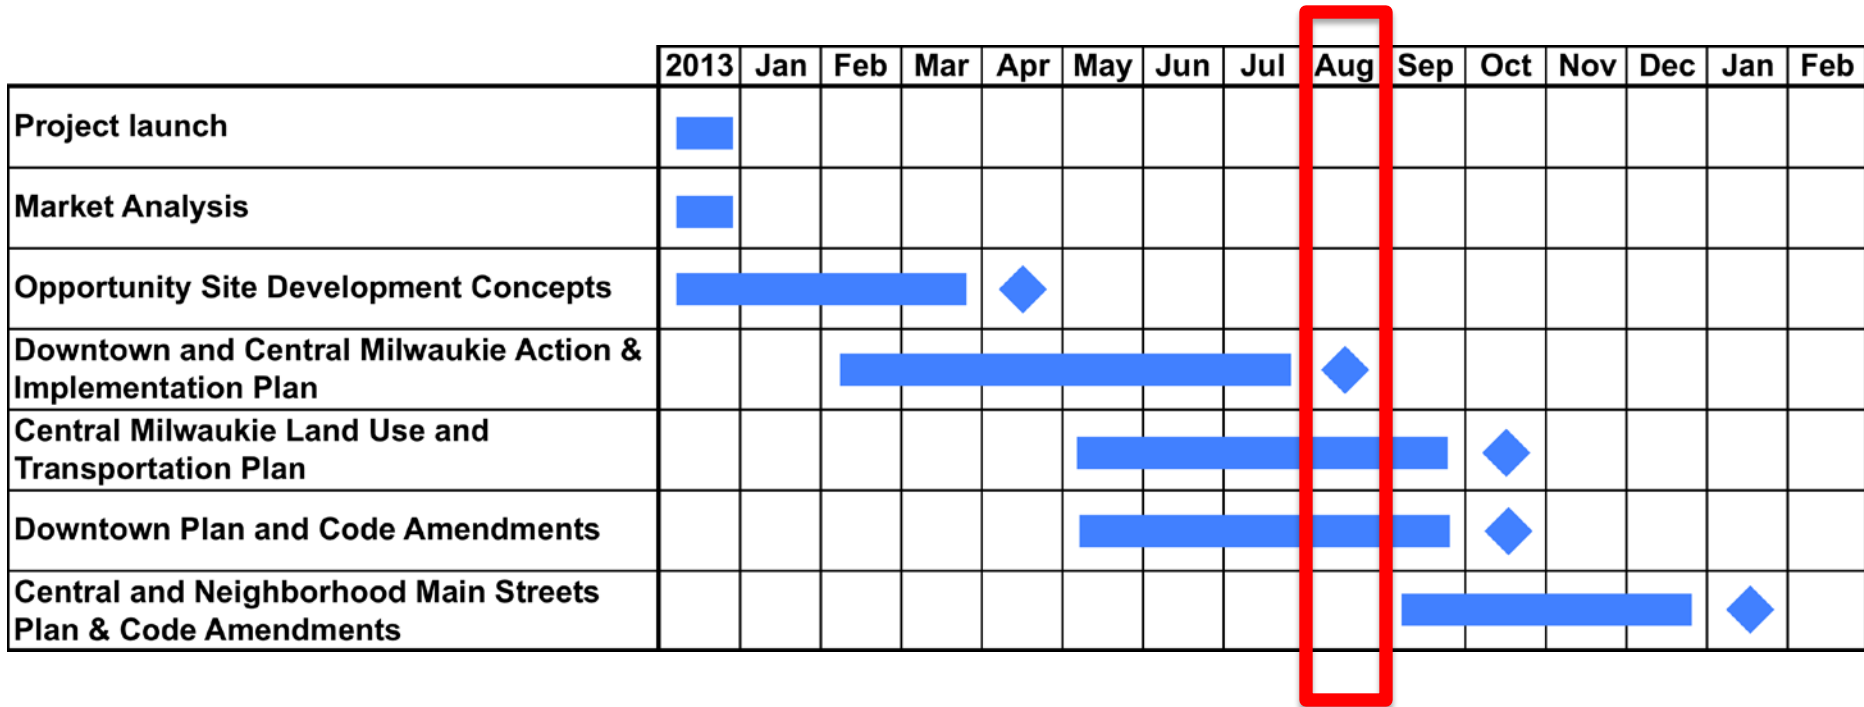 2013 Jan Feb Mar Apr May Jun Jul Aug Sep Oct Nov Dec Jan Feb
Project launch
Market Analysis
Opportunity Site Development Concepts
Downtown and Central Milwaukie Action &
Implementation Plan
Central Milwaukie Land Use and
Transportation Plan
Downtown Plan and Code Amendments
Central and Neighborhood Main Streets
Plan & Code Amendments